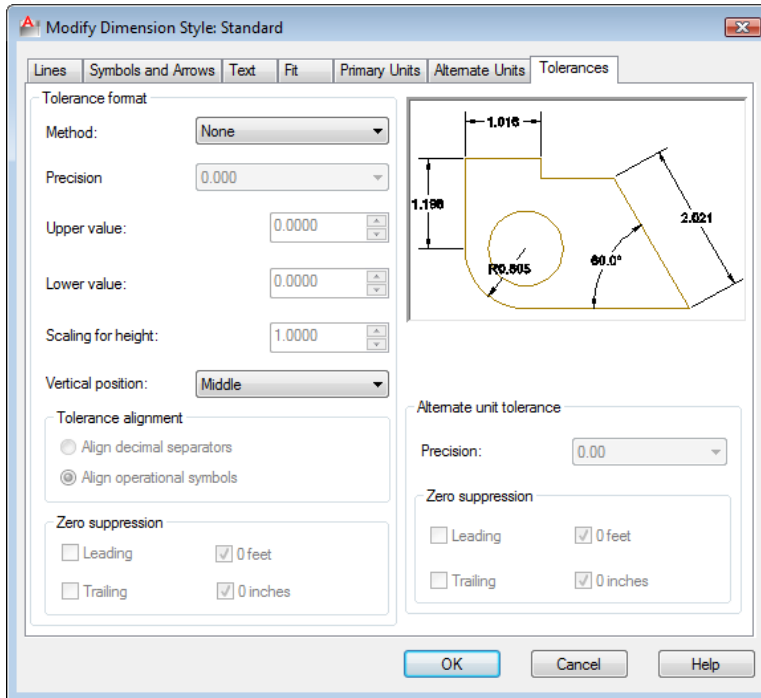 Modify Dimension Style: Standard
Lines Symbols and Arrows Text Fit Primary Units Alternate Units Tolerances
Tolerance format
Method: None
Precision 0.000
Upper value: 0.0000
Lower value: 0.0000
Scaling for height: 1.0000
Vertical position: Middle
Tolerance alignment
Align decimal separators
Align operational symbols
Zero suppression
Leading 0 feet
Trailing 0 inches
1.016
1.196
2.021
R0.805
60.0°
Alternate unit tolerance
Precision: 0.00
Zero suppression
Leading 0 feet
Trailing 0 inches
OK Cancel Help